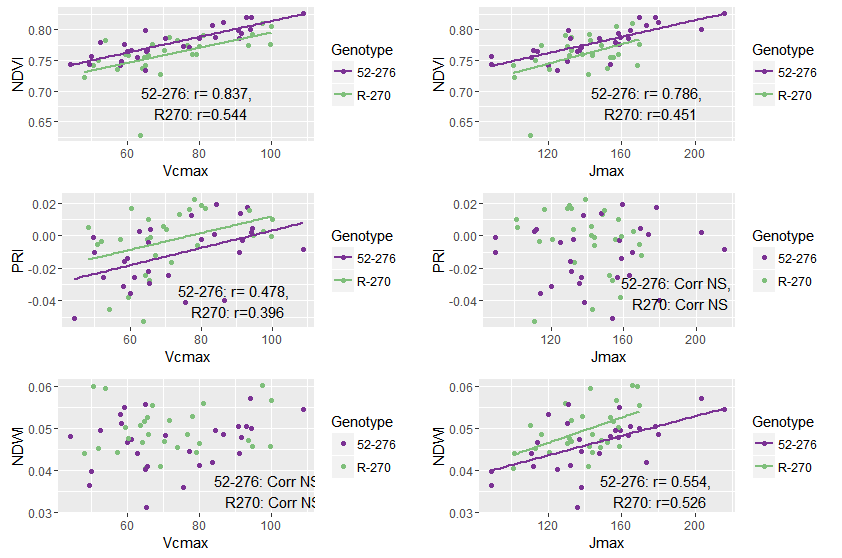 NDVI
0.80
0.75
0.70
0.65
52-276: r= 0.837,
R270: r=0.544
60
80
100
Vcmax
Genotype
52-276
R-270
NDVI
0.80
0.75
0.70
0.65
52-276: r= 0.786,
R270: r=0.451
120
160
200
Jmax
Genotype
52-276
R-270
PRI
0.02
0.00
-0.02
-0.04
52-276: r= 0.478,
R270: r=0.396
60
80
100
Vcmax
Genotype
52-276
R-270
PRI
0.02
0.00
-0.02
-0.04
52-276: Corr NS,
R270: Corr NS
120
160
200
Jmax
Genotype
52-276
R-270
NDWI
0.06
0.05
0.04
0.03
52-276: Corr NS
R270: Corr NS
60
80
100
Vcmax
Genotype
52-276
R-270
NDWI
0.06
0.05
0.04
0.03
52-276: r= 0.554,
R270: r=0.526
120
160
200
Jmax
Genotype
52-276
R-270